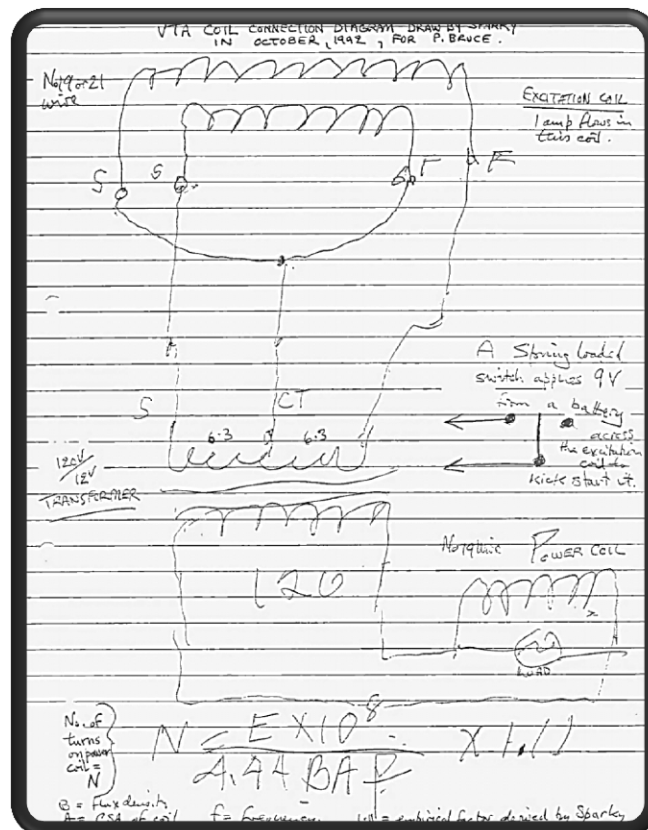 VTA COIL CONNECTION DIAGRAM DRAW BY SPARKY
IN OCTOBER, 1992, FOR P. BRUCE.
No 19 or 21
wire
EXCITATION COIL
1 amp flows in
this coil.
S
S
F
F
A Spring loaded
switch applies 9V
from a battery
across
the excitation
coil to
kick start it.
S
CT
6.3
6.3
120V
12V
TRANSFORMER
120
POWER COIL
LOAD
No. of
turns
on power
coil =
N
N = E X 10^8
4.44 BAF
X 1.11
B = Flux density
A = CSA of coil f = frequency 1.11 = empirical factor derived by Sparky